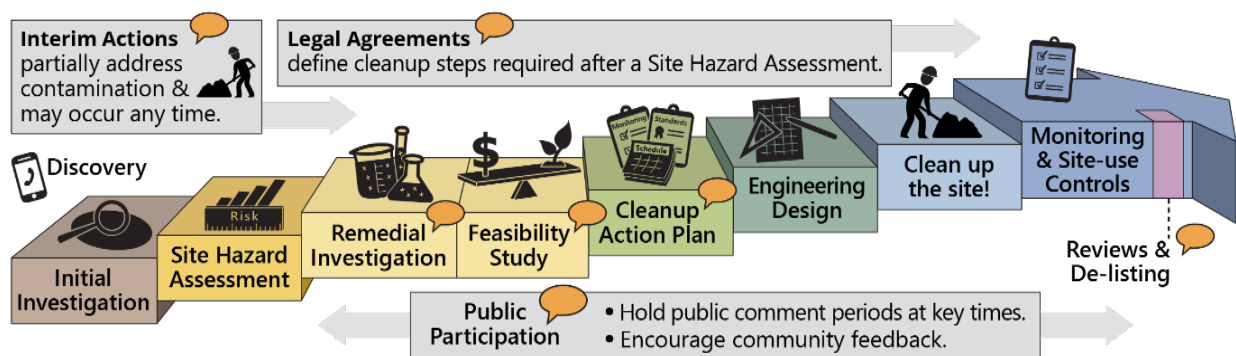 Interim Actions
partially address
contamination &
may occur any time.
Legal Agreements
define cleanup steps required after a Site Hazard Assessment.
Discovery
Initial
Investigation
Risk
Site Hazard
Assessment
Remedial
Investigation
$
Feasibility
Study
Monitoring
Standards
Schedule
Cleanup
Action Plan
Engineering
Design
Clean up
the site!
Monitoring
& Site-use
Controls
Reviews &
De-listing
Public
Participation
• Hold public comment periods at key times.
• Encourage community feedback.